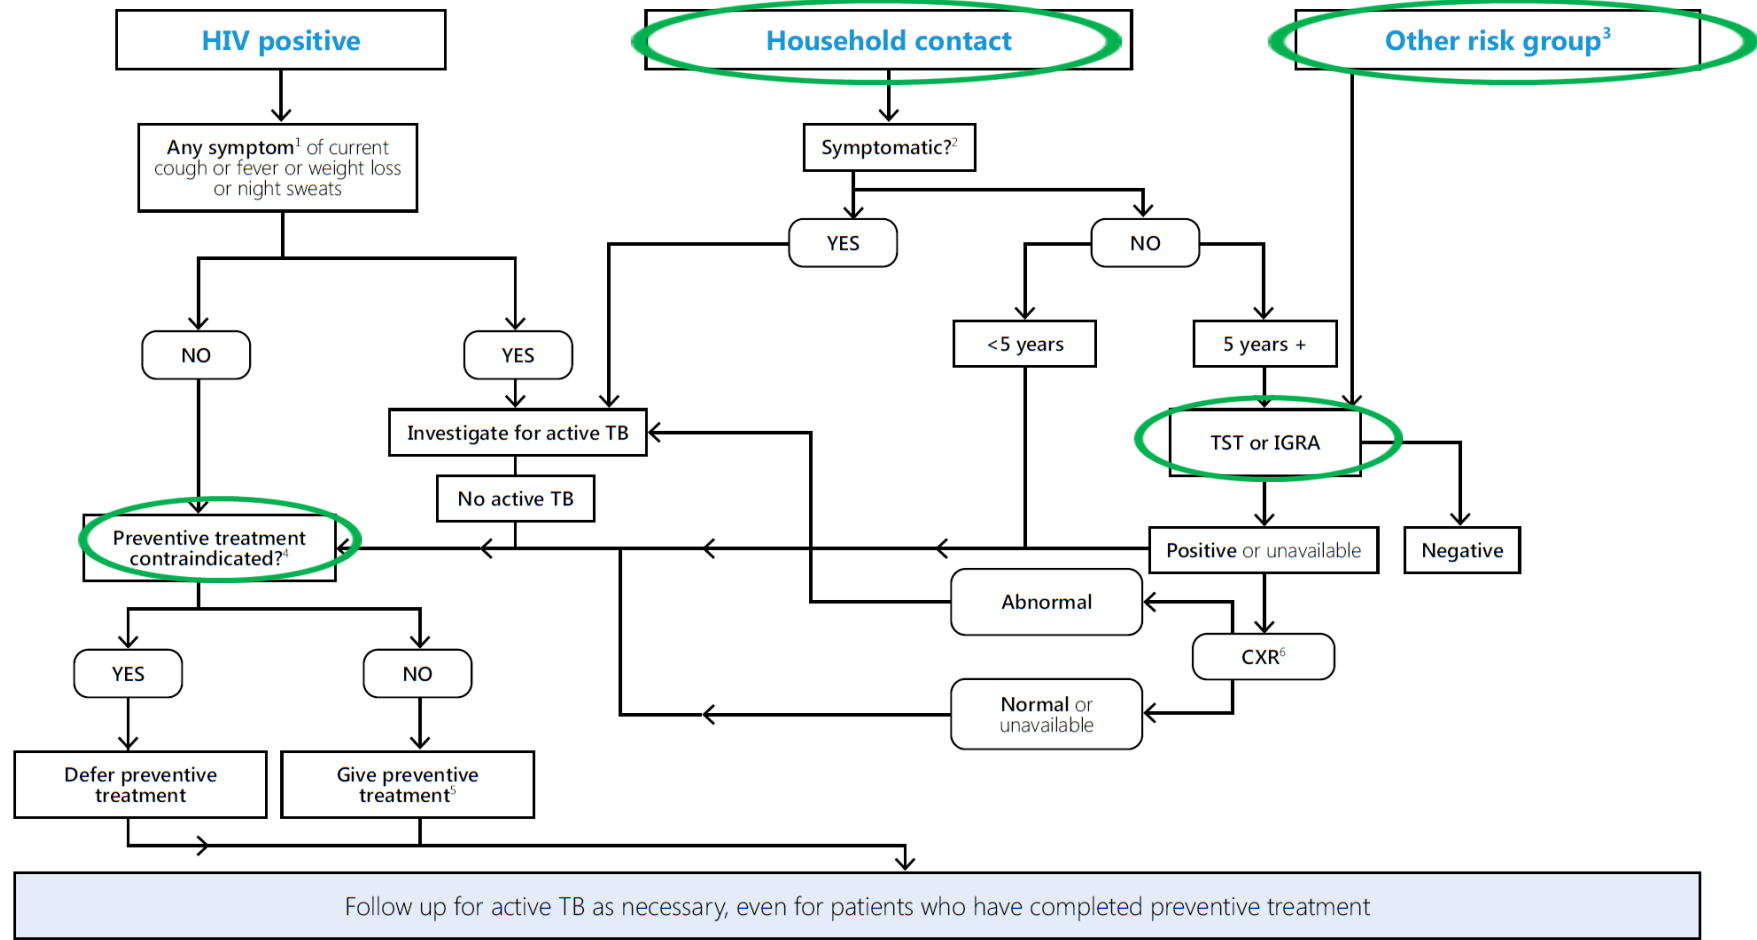 HIV positive
Household contact
Other risk group3
Any symptom1 of current
cough or fever or weight loss
or night sweats
Symptomatic?2
YES
NO
NO
YES
<5 years
5 years +
Investigate for active TB
TST or IGRA
No active TB
Preventive treatment
contraindicated?4
Positive or unavailable
Negative
Abnormal
CXR6
YES
NO
Normal or
unavailable
Defer preventive
treatment
Give preventive
treatment5
Follow up for active TB as necessary, even for patients who have completed preventive treatment